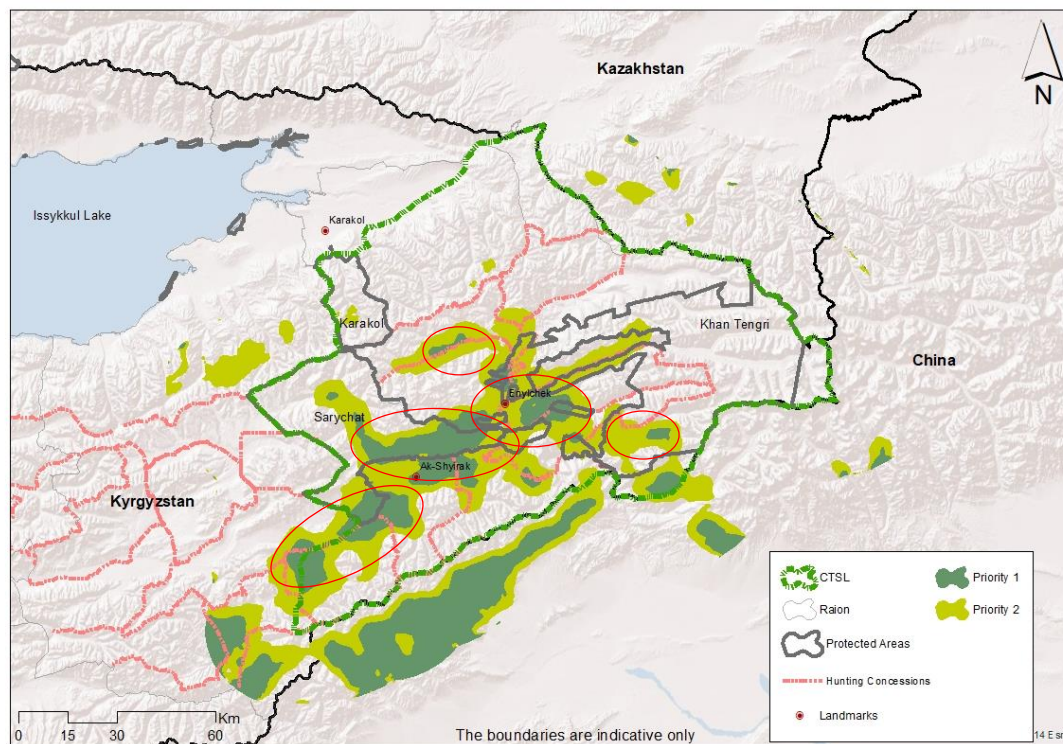 Kazakhstan
N
Issykkul Lake
Karakol
Karakol
Khan Tengri
China
Enylchek
Sarychat
Ak-Shyirak
Kyrgyzstan
CTSL
Priority 1
Raion
Priority 2
Protected Areas
Hunting Concessions
Landmarks
Km
0 15 30 60
The boundaries are indicative only
14 E s